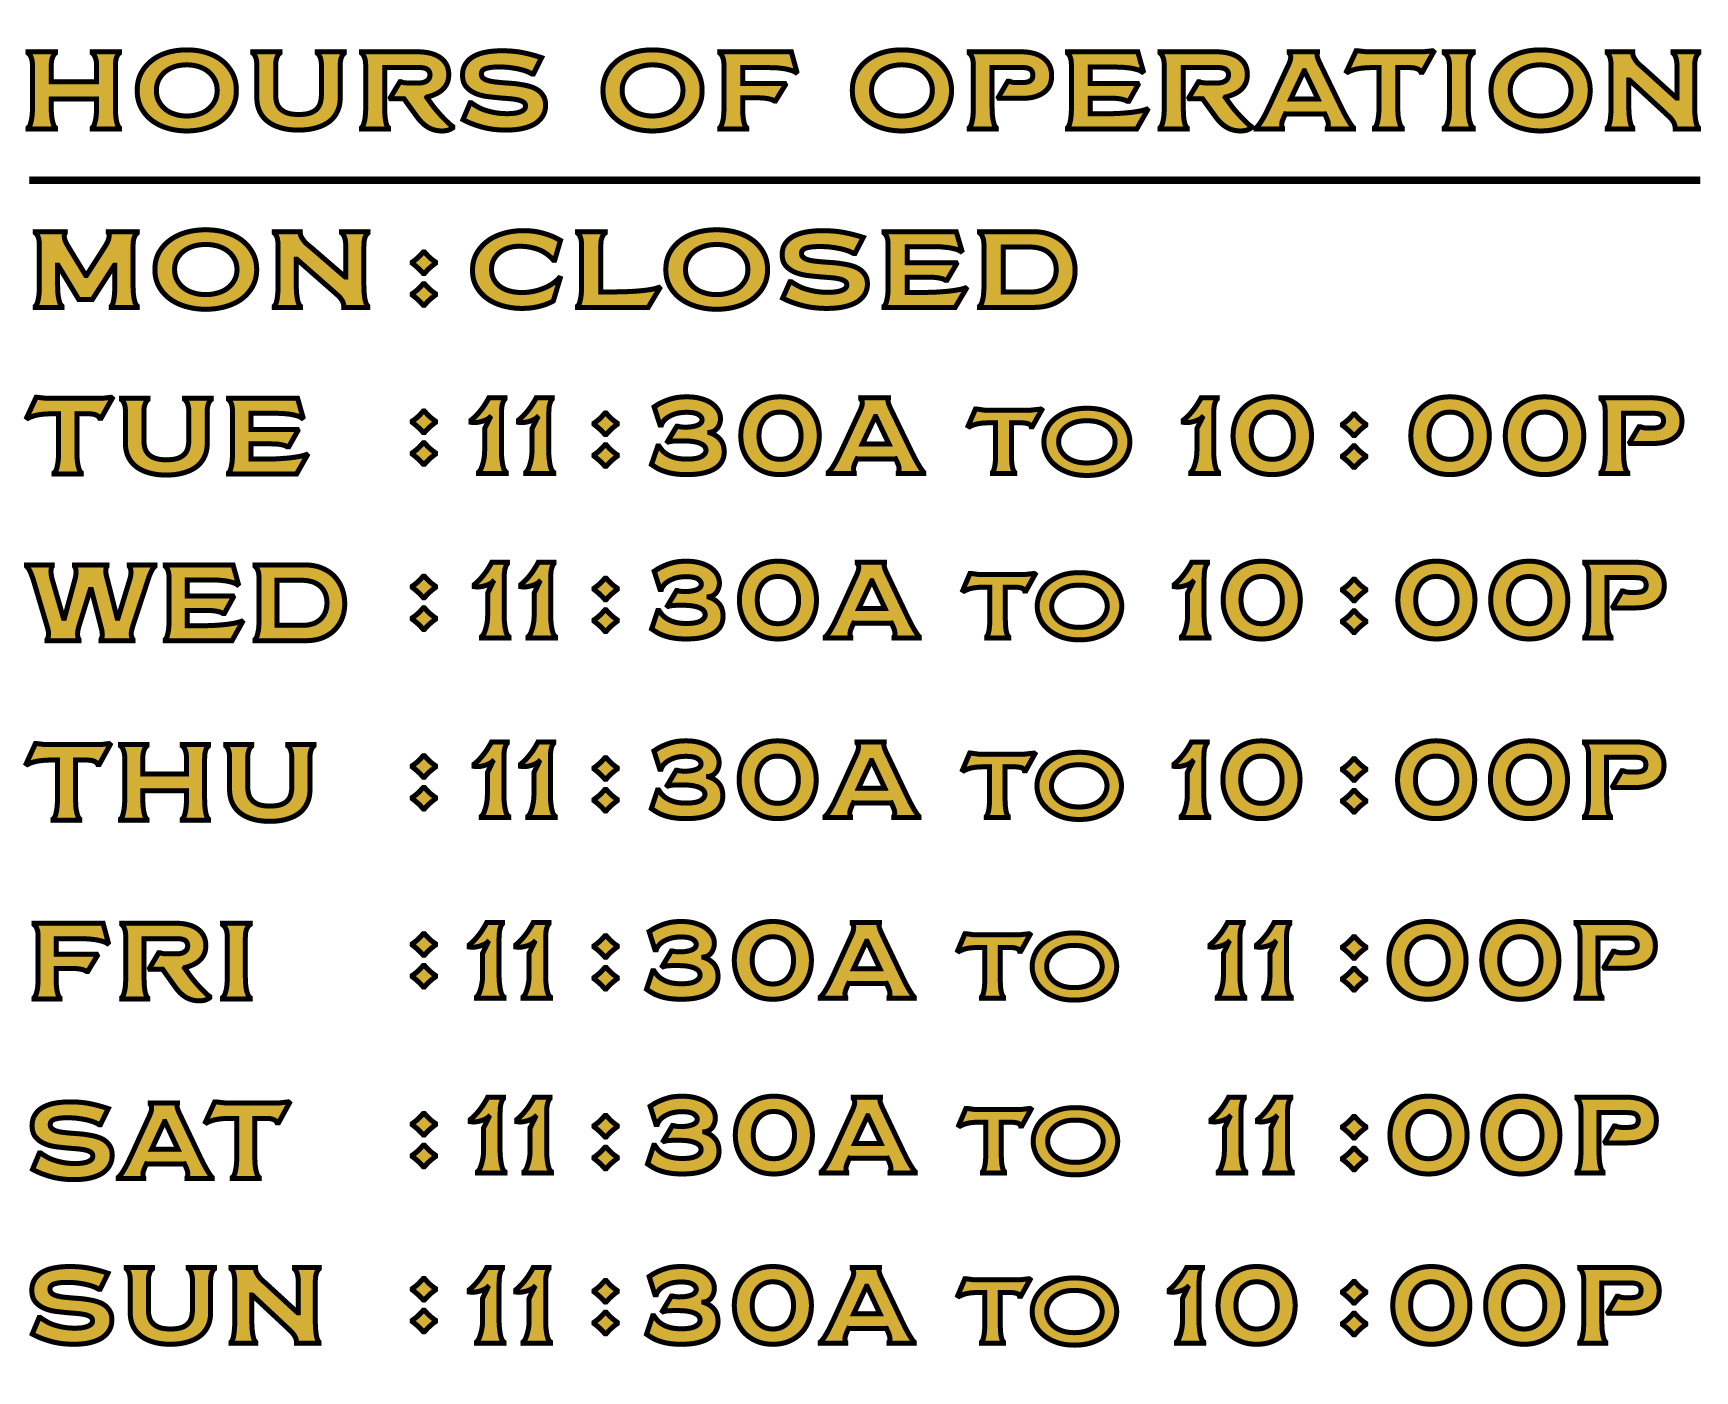 HOURS OF OPERATION
MON : CLOSED
TUE : 11 : 30A TO 10 : 00P
WED : 11 : 30A TO 10 : 00P
THU : 11 : 30A TO 10 : 00P
FRI : 11 : 30A TO 11 : 00P
SAT : 11 : 30A TO 11 : 00P
SUN : 11 : 30A TO 10 : 00P